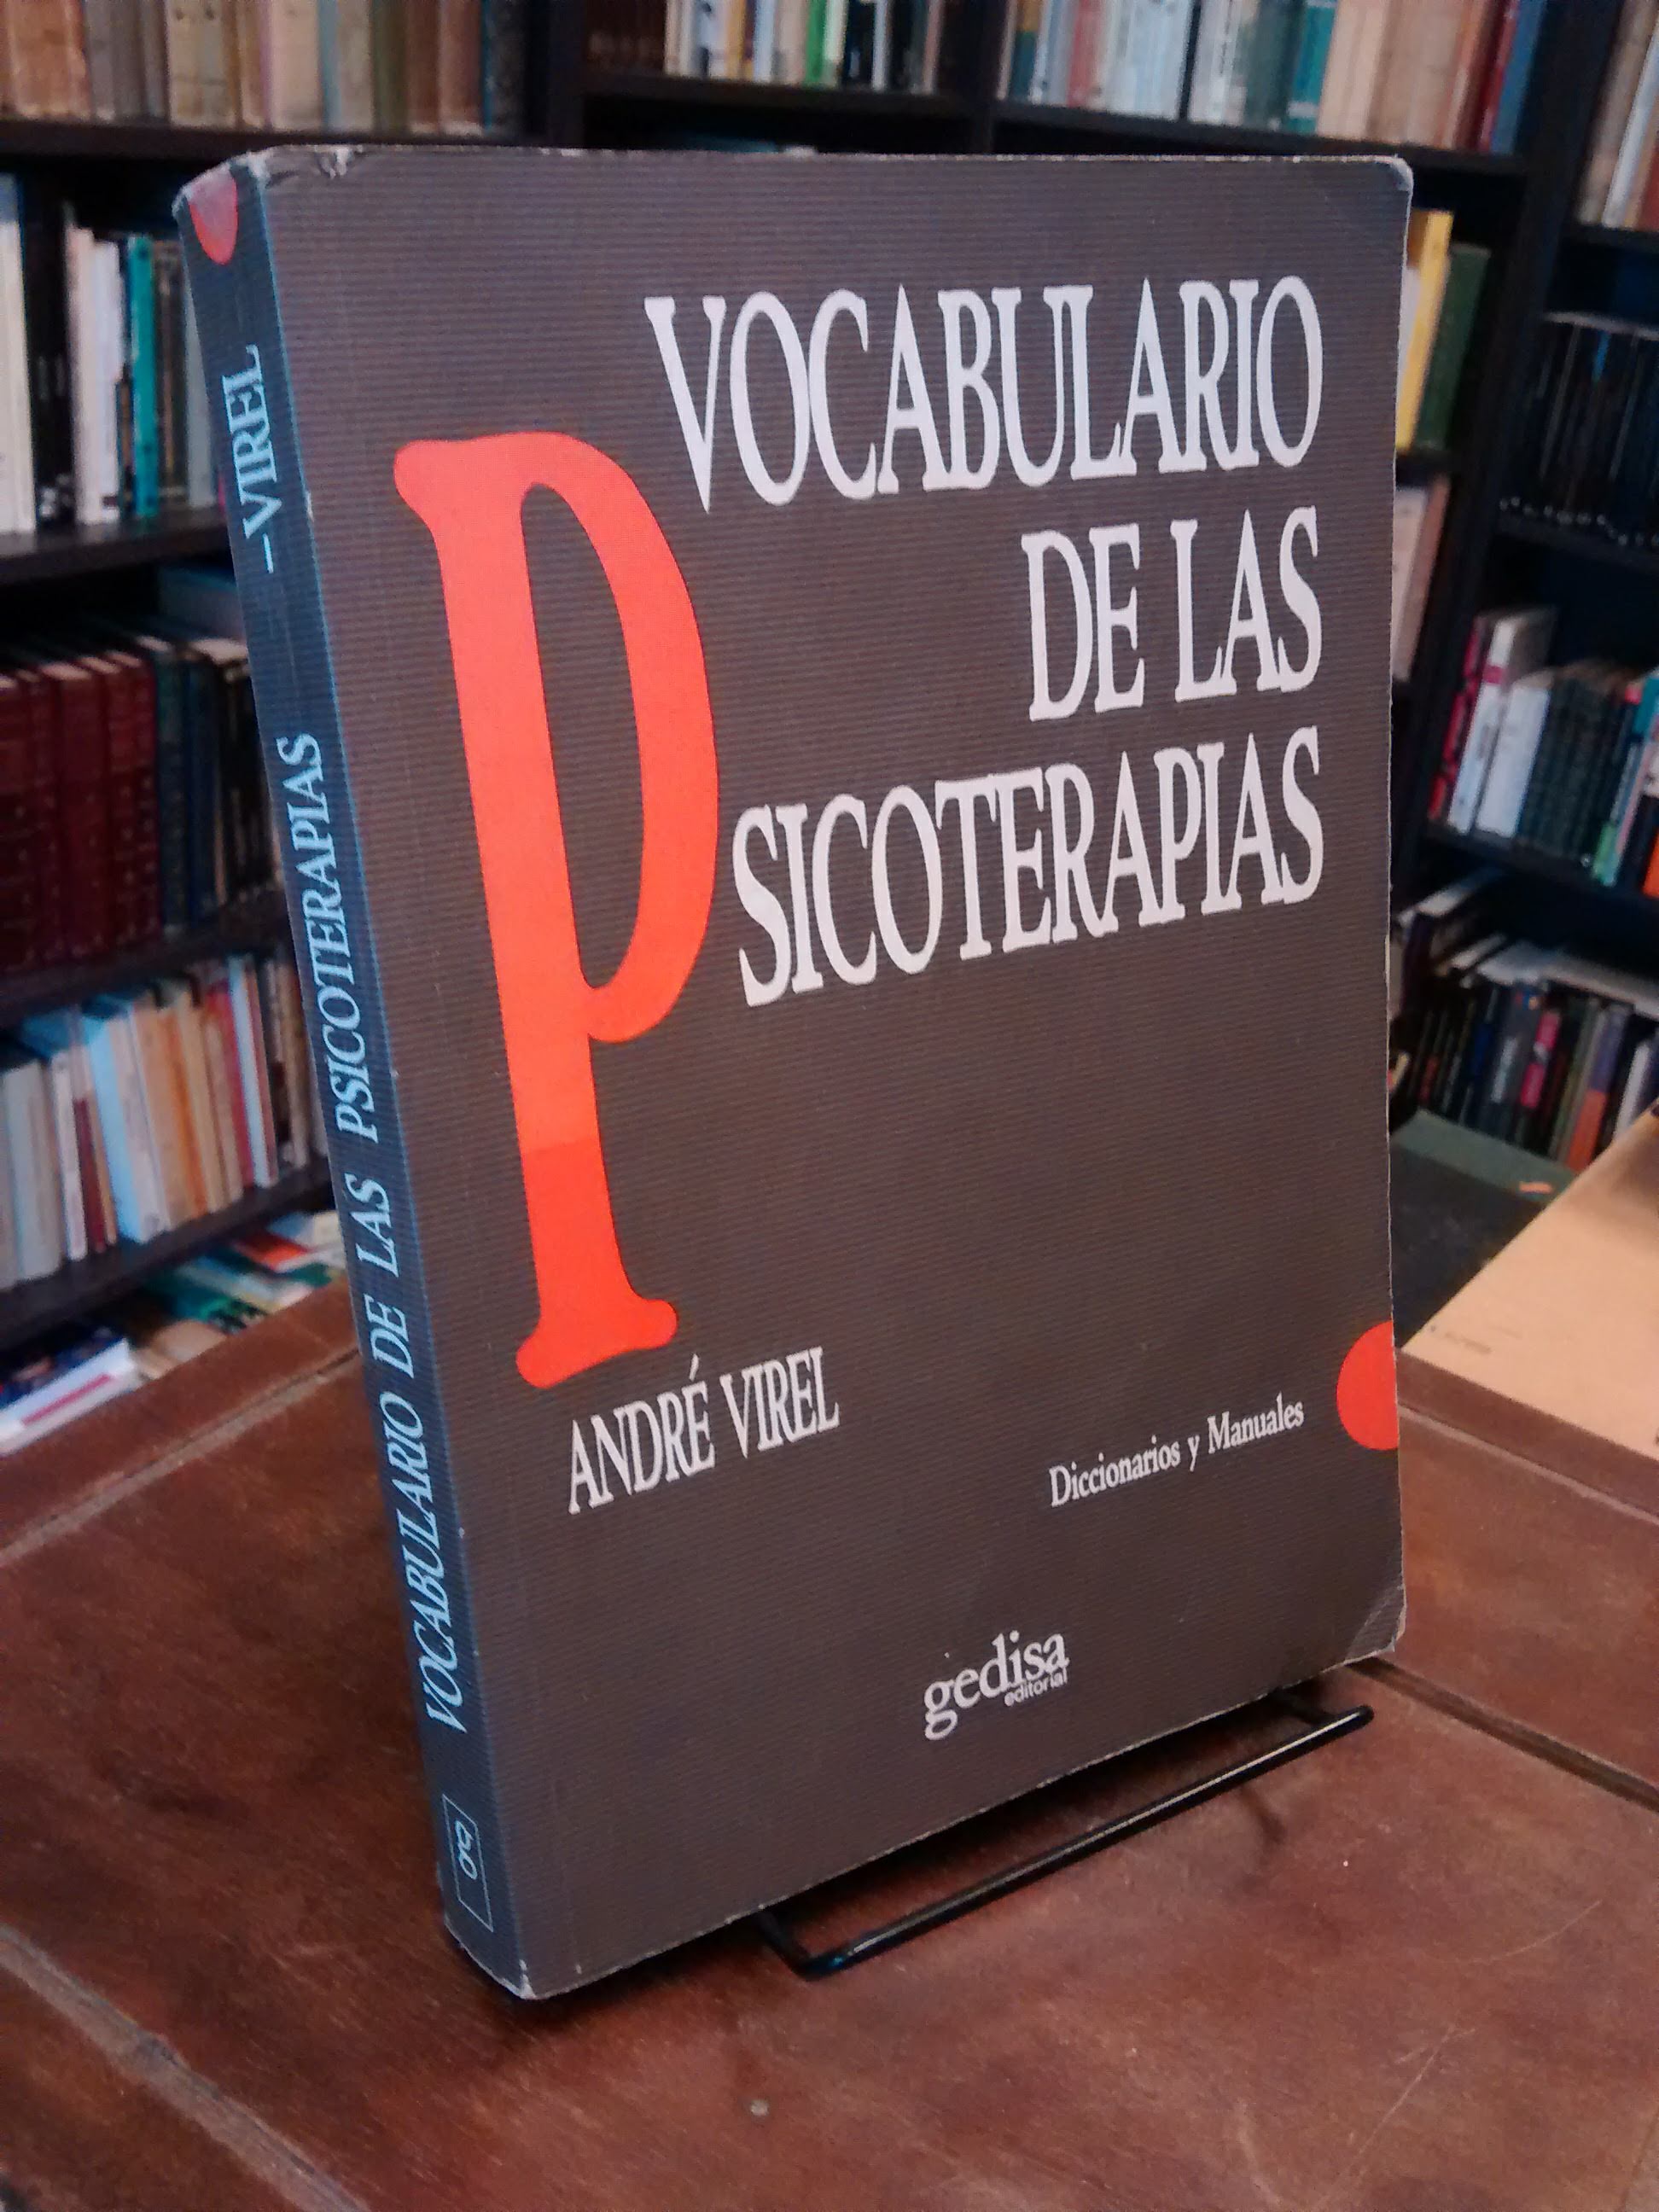 VOCABULARIO
DE LAS
PSICOTERAPIAS
ANDRÉ VIREL
Diccionarios y Manuales
gedisa
editorial
VOCABULARIO DE LAS PSICOTERAPIAS –VIREL